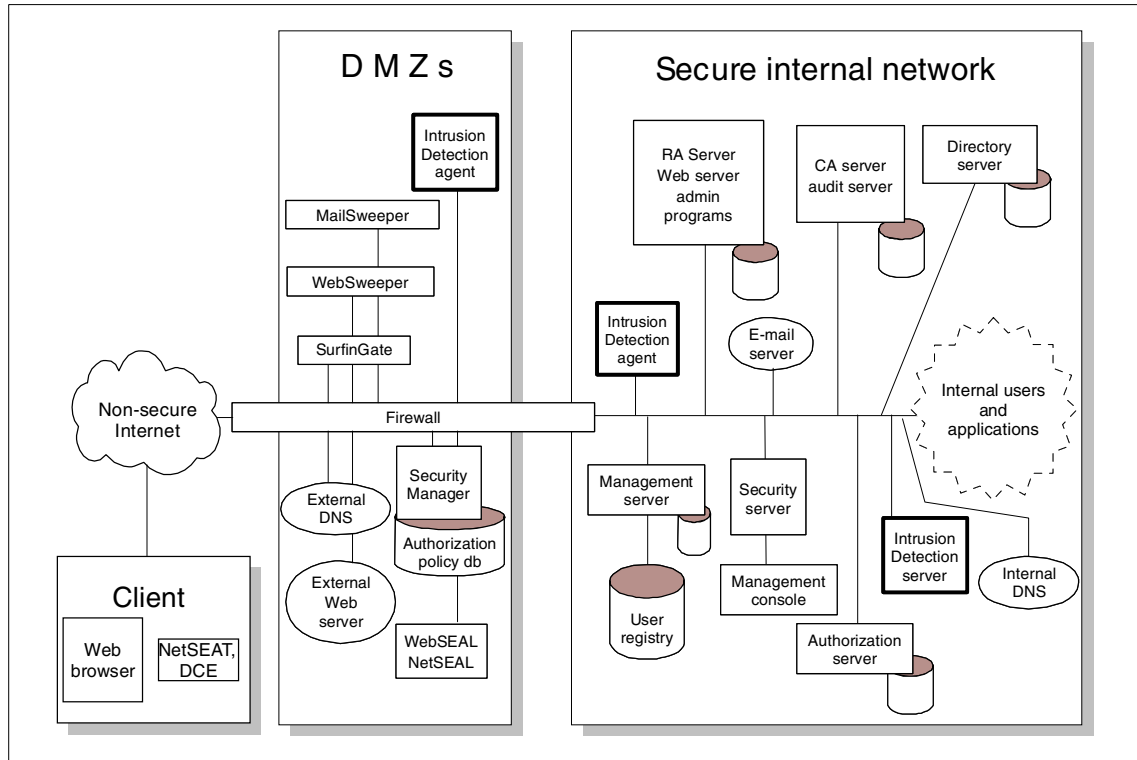 D M Z s
Secure internal network
Intrusion
Detection
agent
MailSweeper
WebSweeper
SurfinGate
RA Server
Web server
admin
programs
CA server
audit server
Directory
server
Intrusion
Detection
agent
E-mail
server
Non-secure
Internet
Firewall
Internal users
and
applications
External
DNS
Security
Manager
Authorization
policy db
External
Web
server
WebSEAL
NetSEAL
Management
server
User
registry
Security
server
Management
console
Authorization
server
Intrusion
Detection
server
Internal
DNS
Client
Web
browser
NetSEAT,
DCE